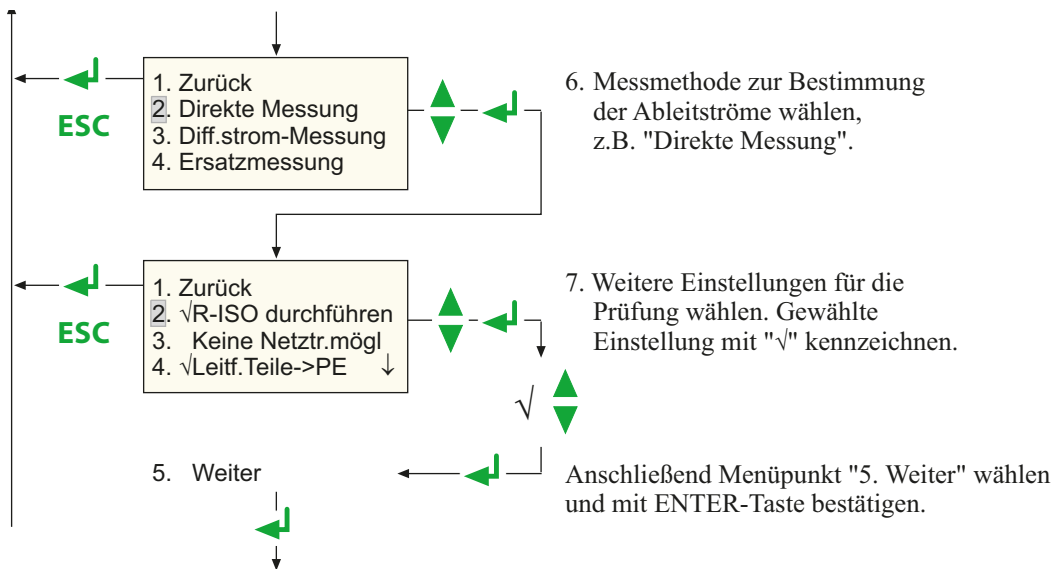 1. Zurück
2. Direkte Messung
3. Diff.strom-Messung
4. Ersatzmessung
ESC
6. Messmethode zur Bestimmung
der Ableitströme wählen,
z.B. "Direkte Messung".
1. Zurück
2. √R-ISO durchführen
3. Keine Netztr.mögl
4. √Leitf.Teile->PE ↓
ESC
7. Weitere Einstellungen für die
Prüfung wählen. Gewählte
Einstellung mit "√" kennzeichnen.
√
5. Weiter
Anschließend Menüpunkt "5. Weiter" wählen
und mit ENTER-Taste bestätigen.